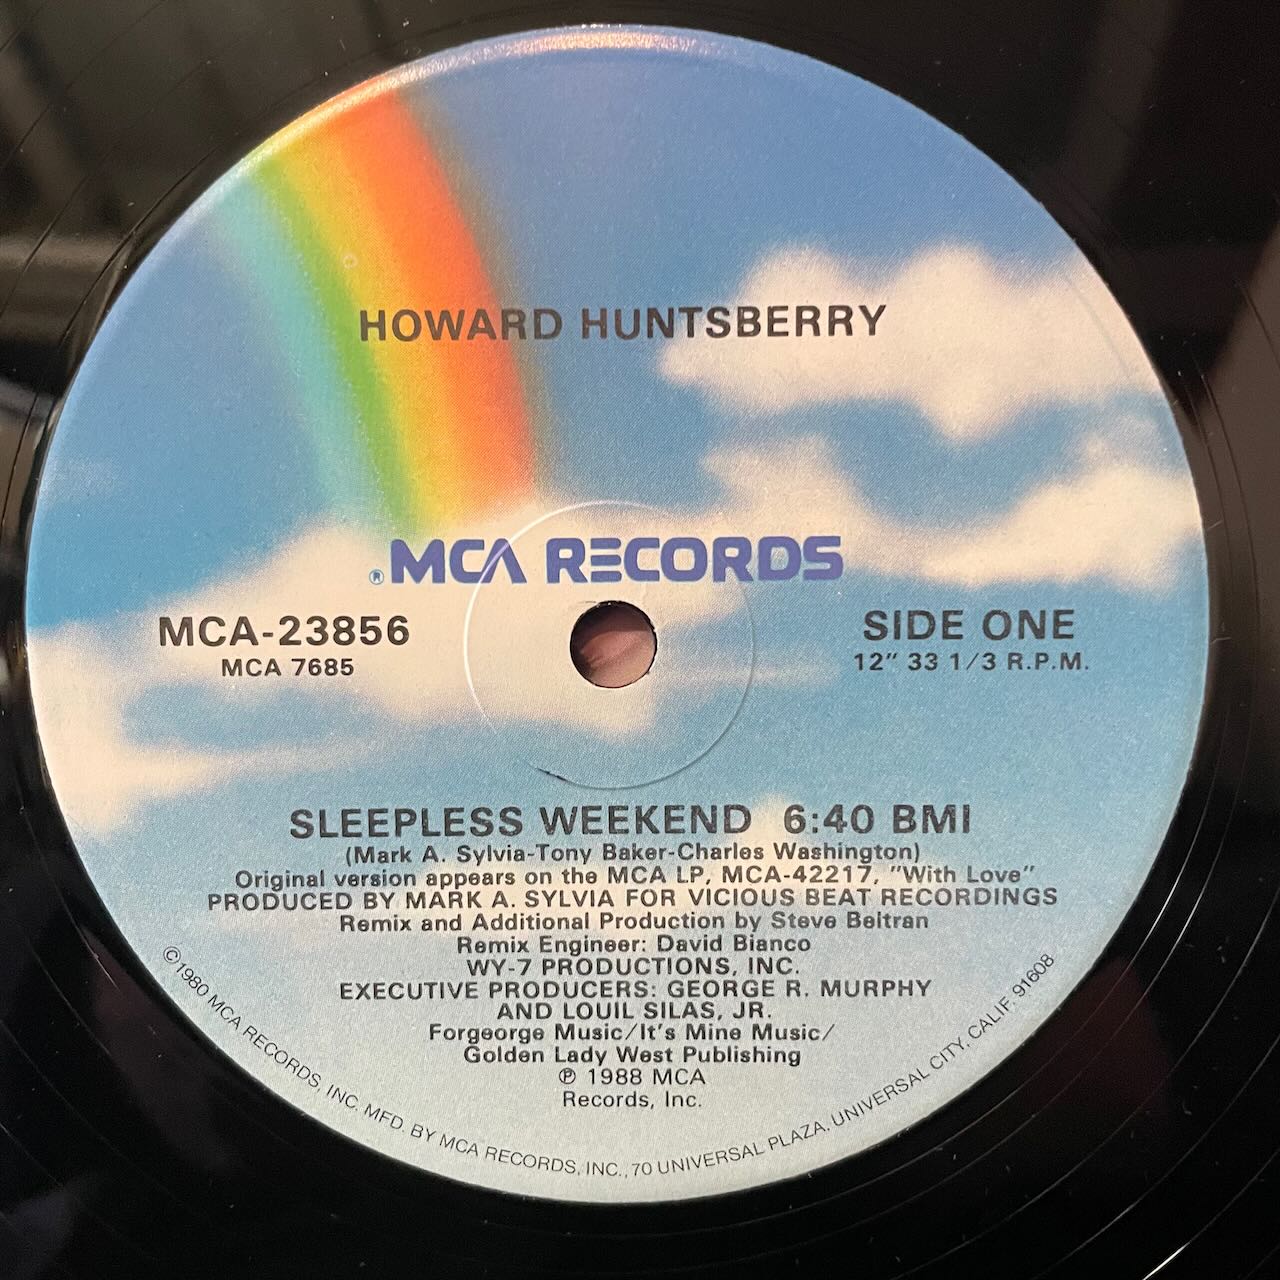 HOWARD HUNTSBERRY
® MCA RECORDS
MCA-23856
MCA 7685
SIDE ONE
12" 33 1/3 R.P.M.
SLEEPLESS WEEKEND 6:40 BMI
(Mark A. Sylvia-Tony Baker-Charles Washington)
Original version appears on the MCA LP, MCA-42217, "With Love"
PRODUCED BY MARK A. SYLVIA FOR VICIOUS BEAT RECORDINGS
Remix and Additional Production by Steve Beltran
Remix Engineer: David Bianco
WY-7 PRODUCTIONS, INC.
EXECUTIVE PRODUCERS: GEORGE R. MURPHY
AND LOUIL SILAS, JR.
Forgeorge Music/It's Mine Music/
Golden Lady West Publishing
℗ 1988 MCA
Records, Inc.
©1980 MCA RECORDS, INC. MFD. BY MCA RECORDS, INC., 70 UNIVERSAL PLAZA, UNIVERSAL CITY, CALIF. 91608